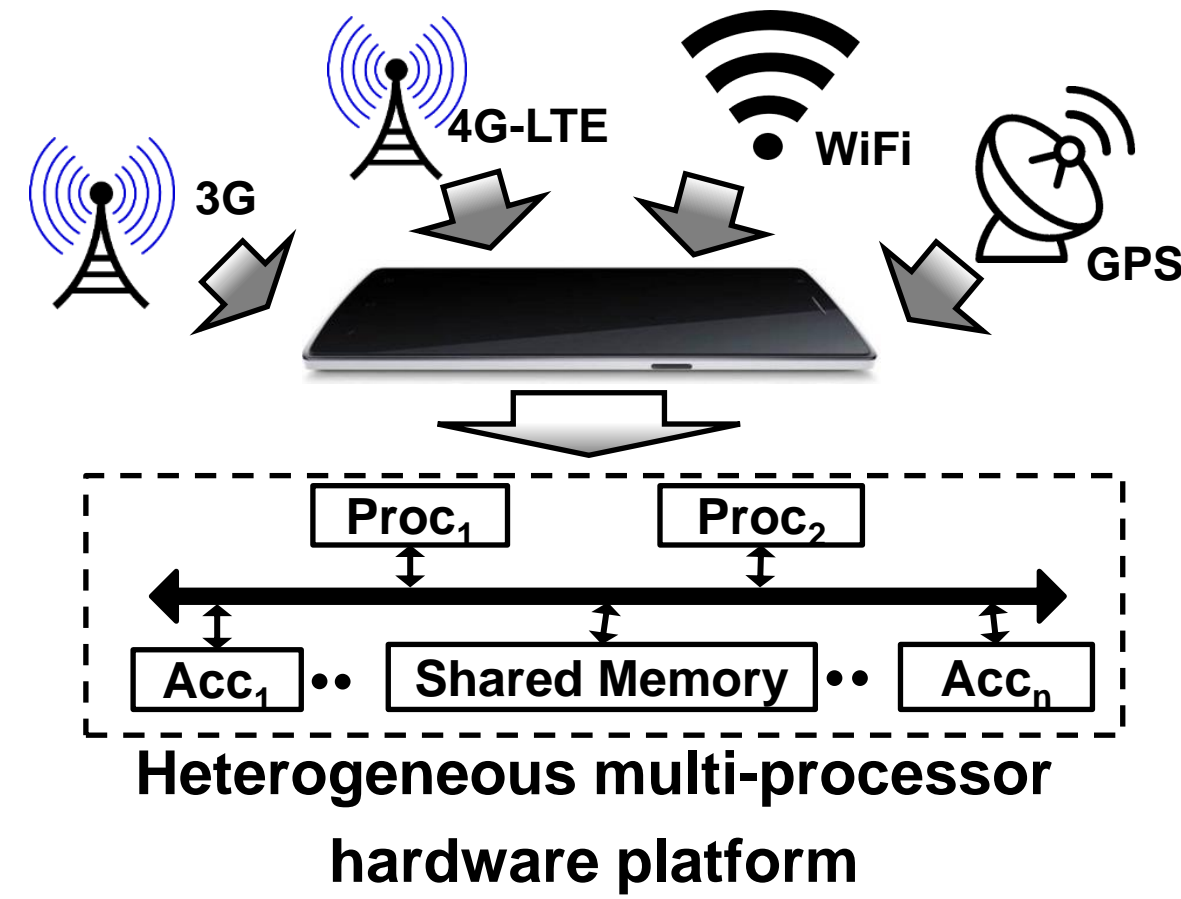 4G-LTE
WiFi
3G
GPS
Proc₁
Proc₂
Acc₁
Shared Memory
Accₙ
Heterogeneous multi-processor
hardware platform